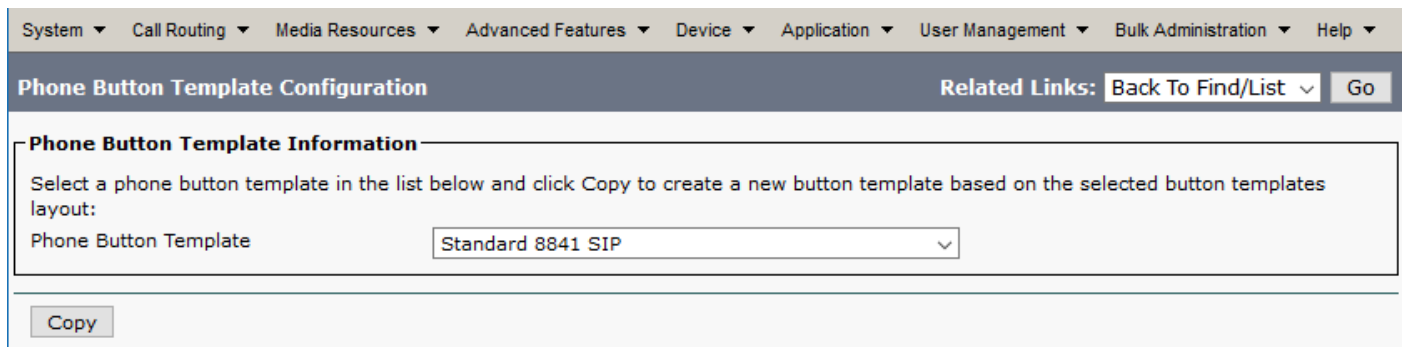 System ▼ Call Routing ▼ Media Resources ▼ Advanced Features ▼ Device ▼ Application ▼ User Management ▼ Bulk Administration ▼ Help ▼
Phone Button Template Configuration Related Links: Back To Find/List Go
Phone Button Template Information
Select a phone button template in the list below and click Copy to create a new button template based on the selected button templates
layout:
Phone Button Template Standard 8841 SIP
Copy